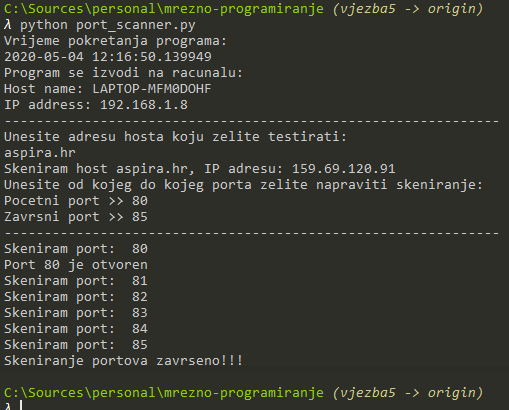 C:\Sources\personal\mrezno-programiranje (vjezba5 -> origin)
λ python port_scanner.py
Vrijeme pokretanja programa:
2020-05-04 12:16:50.139949
Program se izvodi na racunalu:
Host name: LAPTOP-MFM0DOHF
IP address: 192.168.1.8
------------------------------------------------------------
Unesite adresu hosta koju zelite testirati:
aspira.hr
Skeniram host aspira.hr, IP adresu: 159.69.120.91
Unesite od kojeg do kojeg porta zelite napraviti skeniranje:
Pocetni port >> 80
Zavrsni port >> 85
------------------------------------------------------------
Skeniram port:  80
Port 80 je otvoren
Skeniram port:  81
Skeniram port:  82
Skeniram port:  83
Skeniram port:  84
Skeniram port:  85
Skeniranje portova zavrseno!!!
C:\Sources\personal\mrezno-programiranje (vjezba5 -> origin)
λ